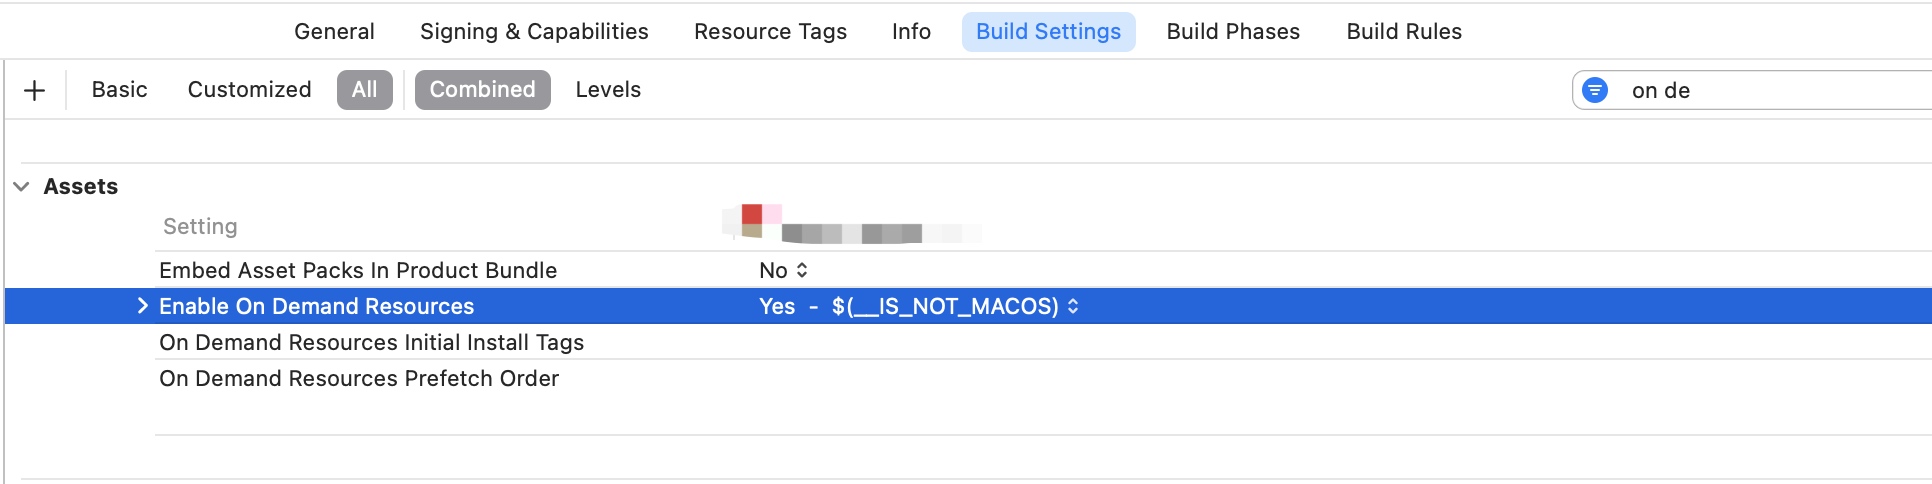 General Signing & Capabilities Resource Tags Info Build Settings Build Phases Build Rules
+ Basic Customized All Combined Levels on de
Assets
Setting
Embed Asset Packs In Product Bundle No
Enable On Demand Resources Yes - $(__IS_NOT_MACOS)
On Demand Resources Initial Install Tags
On Demand Resources Prefetch Order